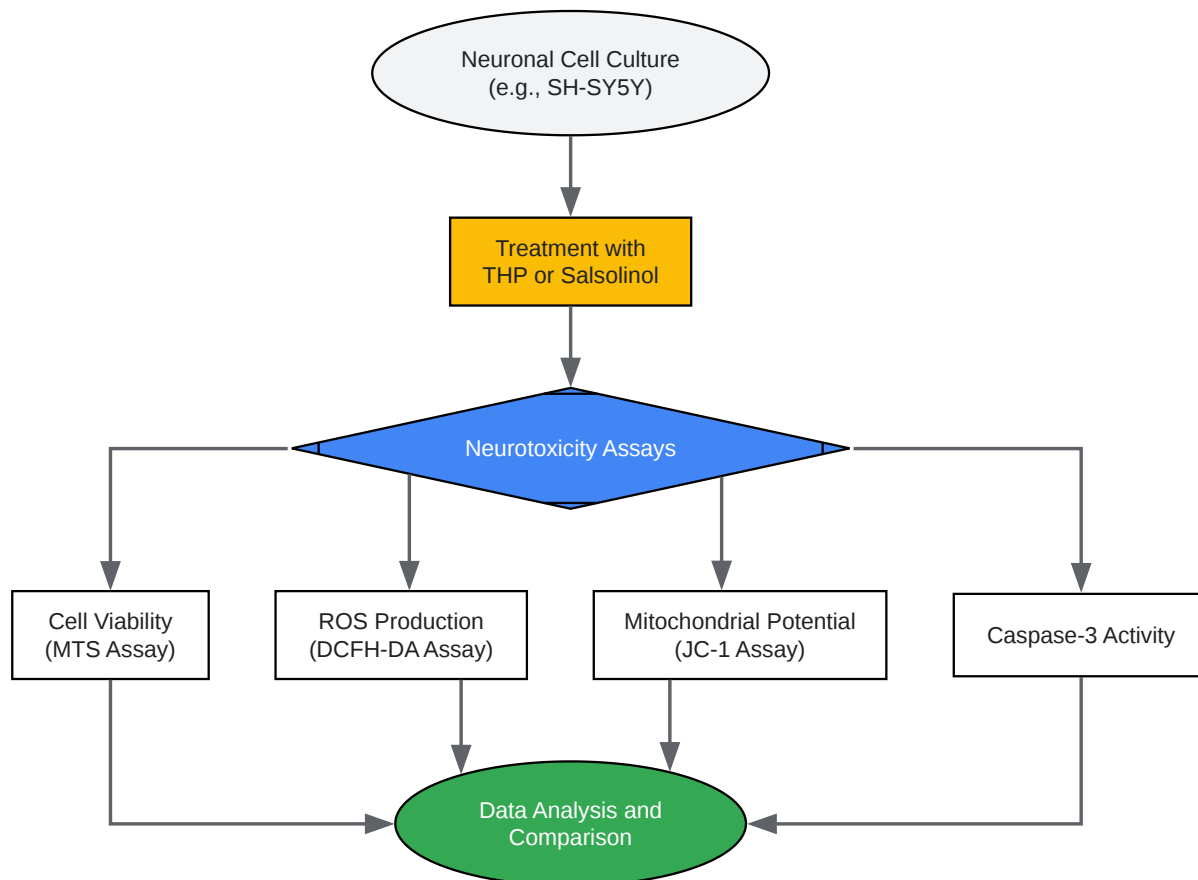 Neuronal Cell Culture
(e.g., SH-SY5Y)
Treatment with
THP or Salsolinol
Neurotoxicity Assays
Cell Viability
(MTS Assay)
ROS Production
(DCFH-DA Assay)
Mitochondrial Potential
(JC-1 Assay)
Caspase-3 Activity
Data Analysis and
Comparison